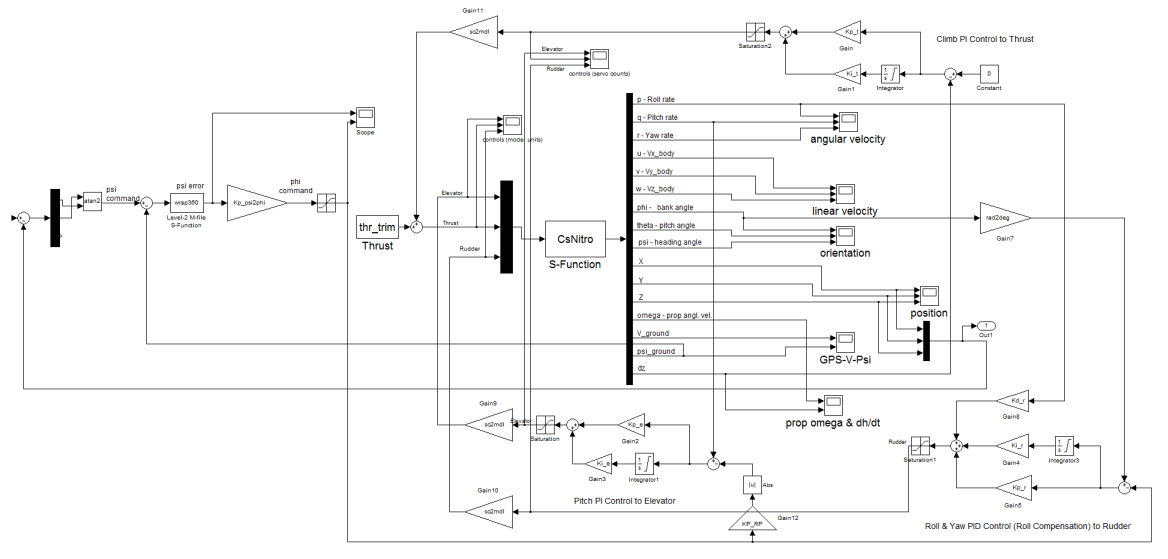 Gain11
sc2mdl
Elevator
Rudder
controls (servo counts)
Saturation2
Kp_t
Gain
Ki_t
Gain1
1
s
Integrator
Climb PI Control to Thrust
0
Constant
Scope
controls (model units)
psi
command
atan2
psi error
wrap360
Level-2 M-file
S-Function
Kp_psi2phi
phi
command
thr_trim
Thrust
Elevator
Thrust
Rudder
CsNitro
S-Function
p - Roll rate
q - Pitch rate
r - Yaw rate
u - Vx_body
v - Vy_body
w - Vz_body
phi - bank angle
theta - pitch angle
psi - heading angle
X
Y
Z
omega - prop angl. vel.
V_ground
psi_ground
dz
angular velocity
linear velocity
orientation
position
GPS-V-Psi
prop omega & dh/dt
rad2deg
Gain7
1
Out1
Gain9
sc2mdl
Elevator
Saturation
Kp_e
Gain2
Ki_e
Gain3
1
s
Integrator1
Gain10
sc2mdl
Pitch PI Control to Elevator
|u|
Abs
KP_RP
Gain12
Rudder
Saturation1
Kd_r
Gain8
Ki_r
Gain4
1
s
Integrator3
Kp_r
Gain5
Roll & Yaw PID Control (Roll Compensation) to Rudder